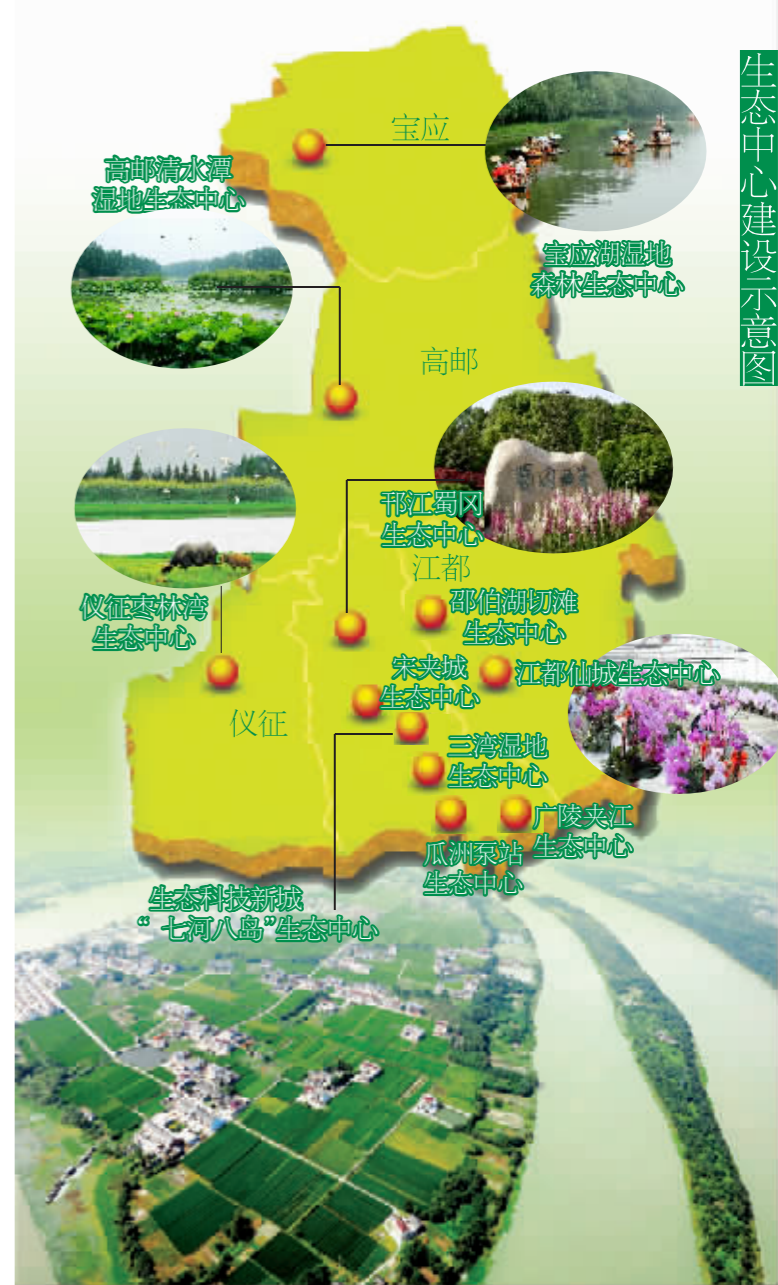 生态中心建设示意图
宝应
高邮清水潭
湿地生态中心
宝应湖湿地
森林生态中心
高邮
邗江蜀冈
生态中心
江都
仪征枣林湾
生态中心
邵伯湖切滩
生态中心
宋夹城
生态中心
江都仙城生态中心
仪征
三湾湿地
生态中心
广陵夹江
生态中心
瓜洲泵站
生态中心
生态科技新城
“七河八岛”生态中心